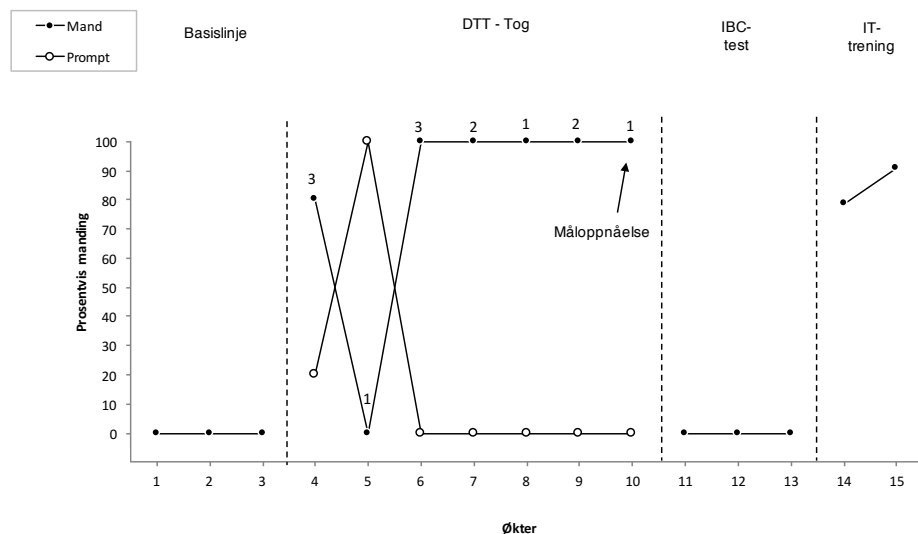 Mand
Prompt
Basislinje
DTT - Tog
IBC-
test
IT-
trening
100
90
80
70
60
50
40
30
20
10
0
Prosentvis manding
3
1
3
2
1
2
1
Måloppnåelse
1 2 3 4 5 6 7 8 9 10 11 12 13 14 15
Økter